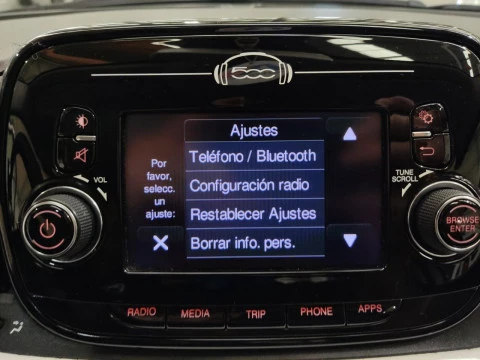 500
Ajustes
Por
favor,
selecc.
un
ajuste:
Teléfono / Bluetooth
Configuración radio
Restablecer Ajustes
Borrar info. pers.
VOL
TUNE
SCROLL
BROWSE
ENTER
RADIO
MEDIA
TRIP
PHONE
APPS